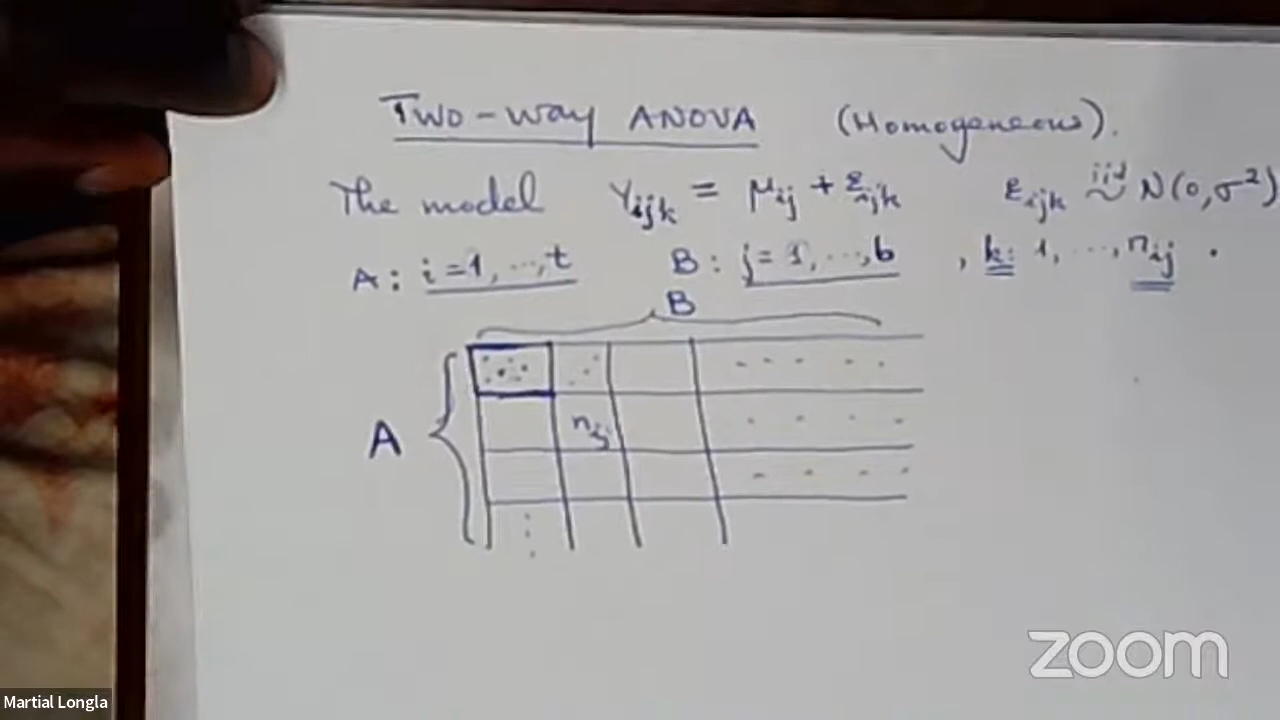 Two-way ANOVA (Homogeneous).
The model Yijk = μij + εijk εijk iid ~ N(0, σ²)
A: i = 1, ..., t B: j = 1, ..., b , k: 1, ..., nij .
B
A
nij
zoom
Martial Longla